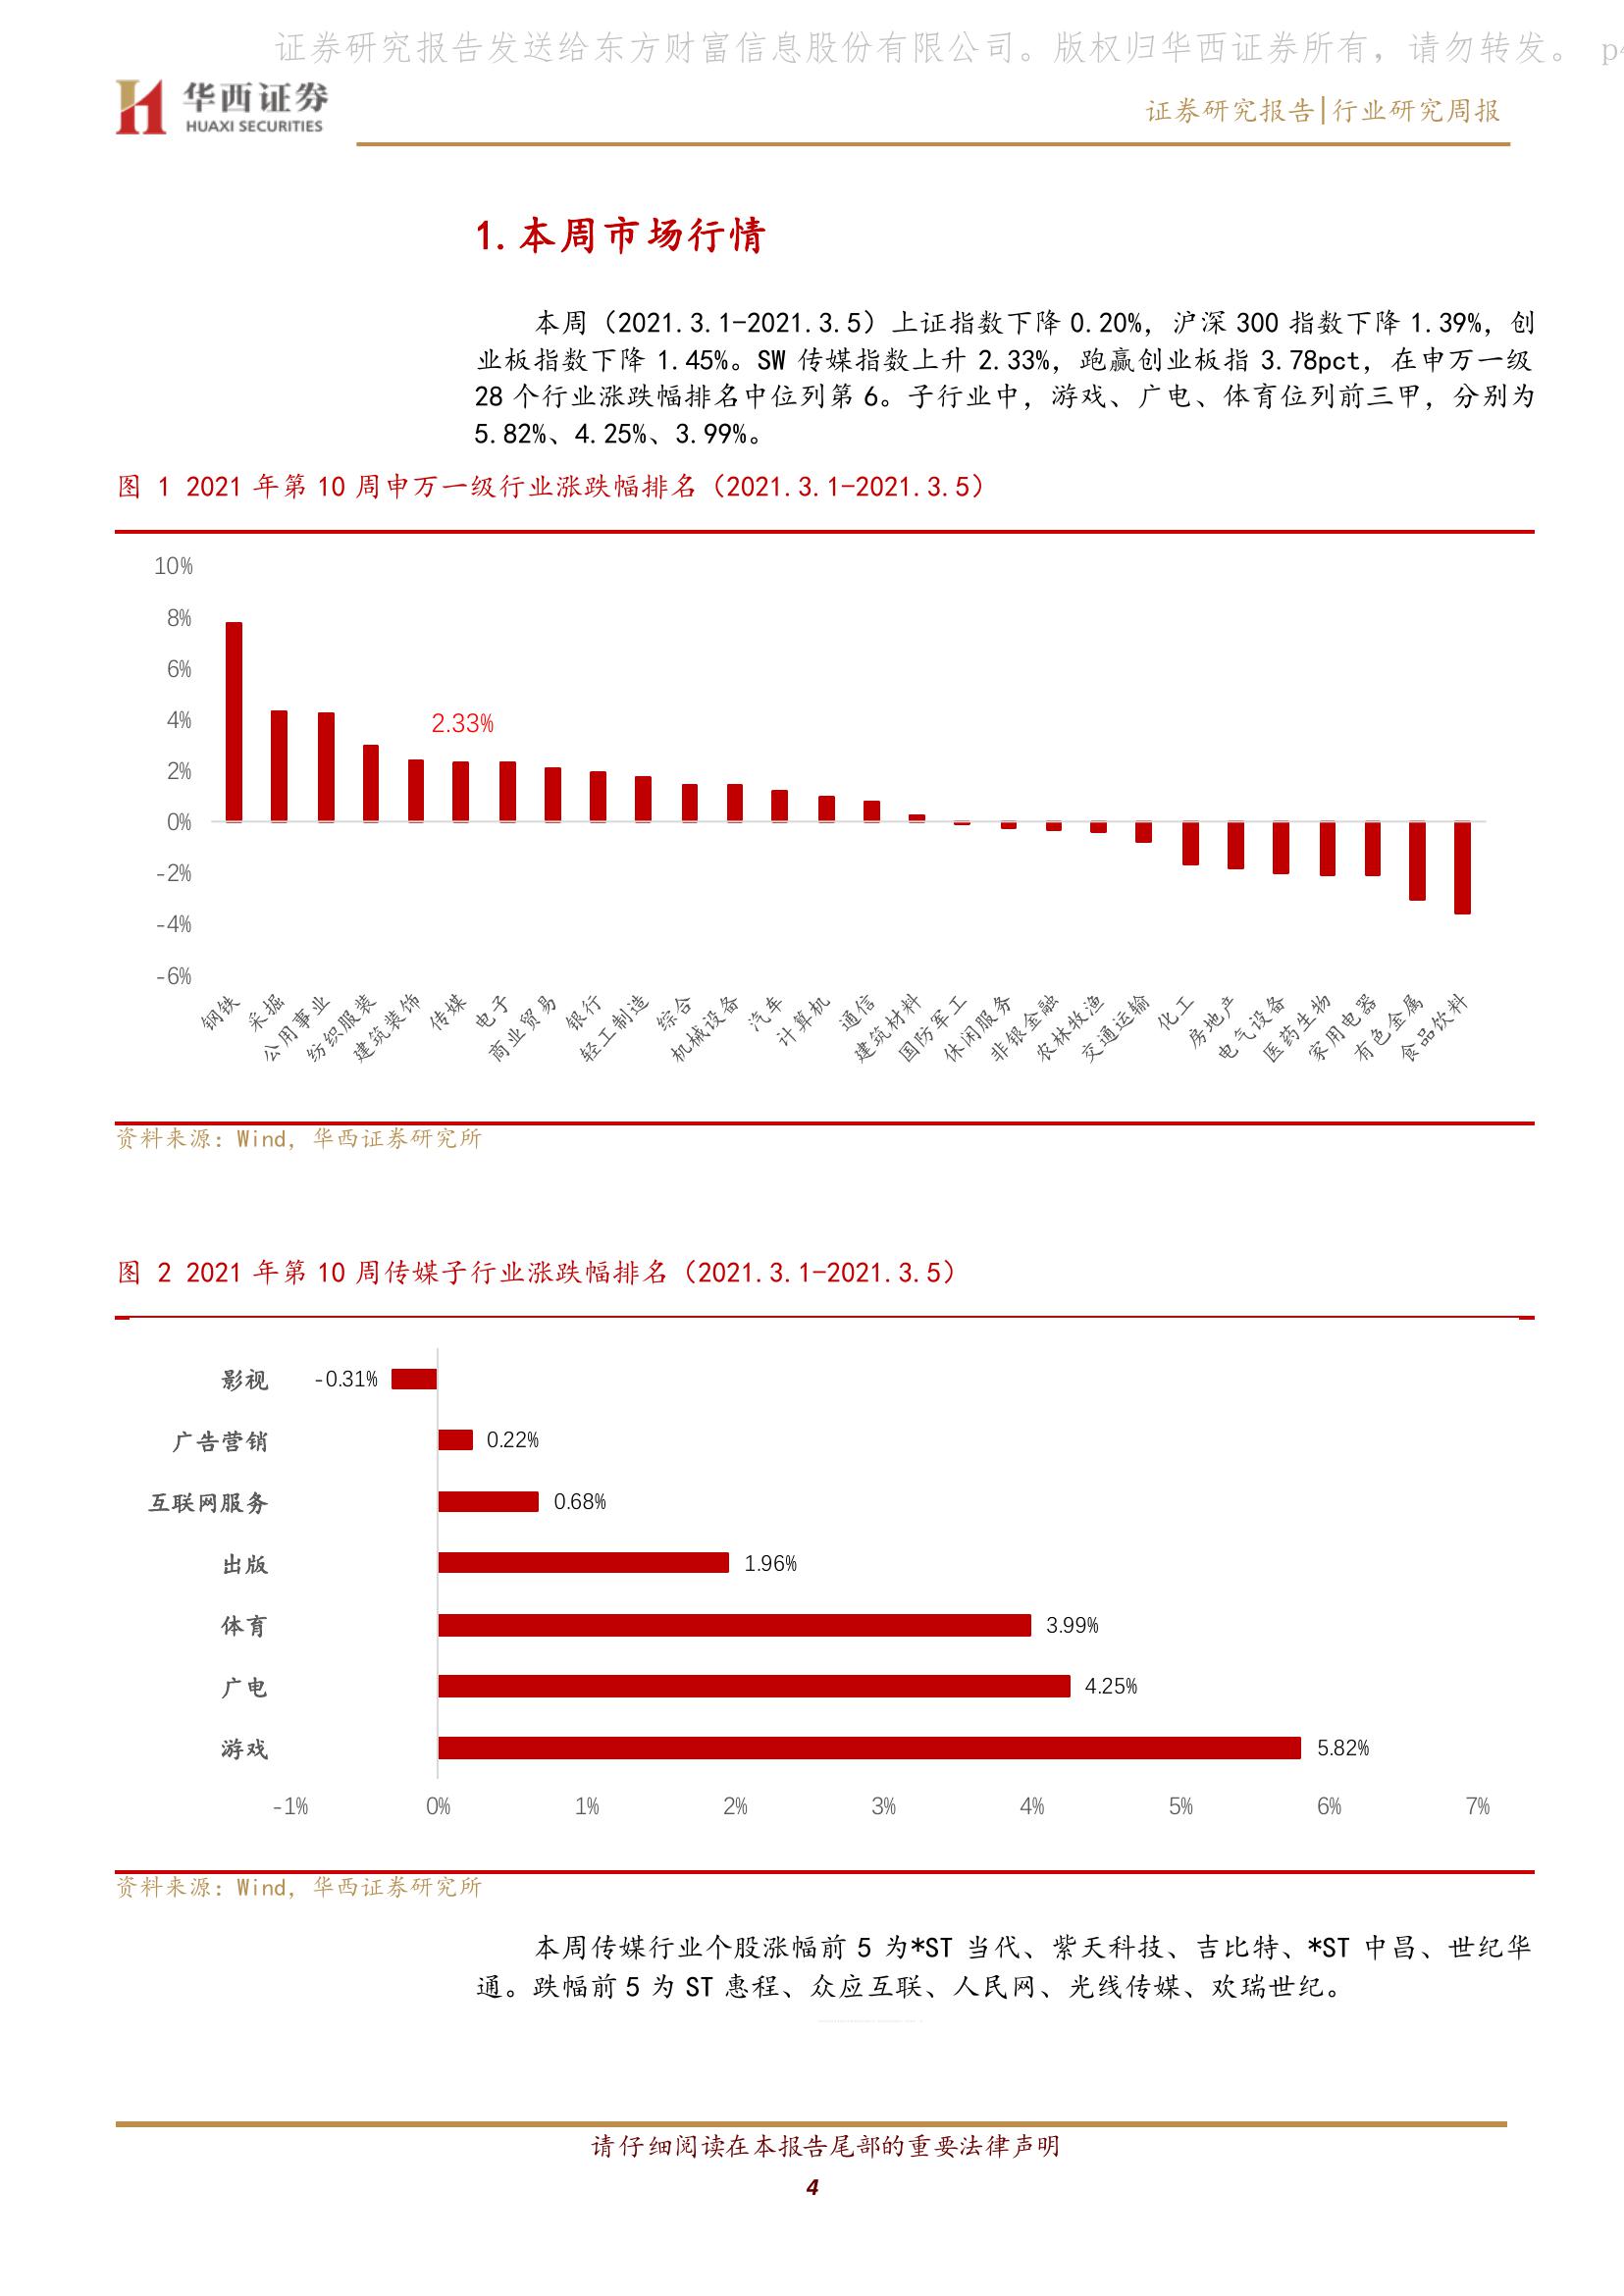 证券研究报告发送给东方财富信息股份有限公司。版权归华西证券所有，请勿转发。 p4
华西证券
HUAXI SECURITIES
证券研究报告|行业研究周报
1.本周市场行情
本周（2021.3.1-2021.3.5）上证指数下降 0.20%，沪深 300 指数下降 1.39%，创
业板指数下降 1.45%。SW 传媒指数上升 2.33%，跑赢创业板指 3.78pct，在申万一级
28 个行业涨跌幅排名中位列第 6。子行业中，游戏、广电、体育位列前三甲，分别为
5.82%、4.25%、3.99%。
图 1 2021 年第 10 周申万一级行业涨跌幅排名（2021.3.1-2021.3.5）
10%
8%
6%
4%
2%
0%
-2%
-4%
-6%
2.33%
钢铁
采掘
公用事业
纺织服装
建筑装饰
传媒
电子
商业贸易
银行
轻工制造
综合
机械设备
汽车
计算机
通信
建筑材料
国防军工
休闲服务
非银金融
农林牧渔
交通运输
化工
房地产
电气设备
医药生物
家用电器
有色金属
食品饮料
资料来源：Wind，华西证券研究所
图 2 2021 年第 10 周传媒子行业涨跌幅排名（2021.3.1-2021.3.5）
影视 -0.31%
广告营销 0.22%
互联网服务 0.68%
出版 1.96%
体育 3.99%
广电 4.25%
游戏 5.82%
-1% 0% 1% 2% 3% 4% 5% 6% 7%
资料来源：Wind，华西证券研究所
本周传媒行业个股涨幅前 5 为*ST 当代、紫天科技、吉比特、*ST 中昌、世纪华
通。跌幅前 5 为 ST 惠程、众应互联、人民网、光线传媒、欢瑞世纪。
请仔细阅读在本报告尾部的重要法律声明
4